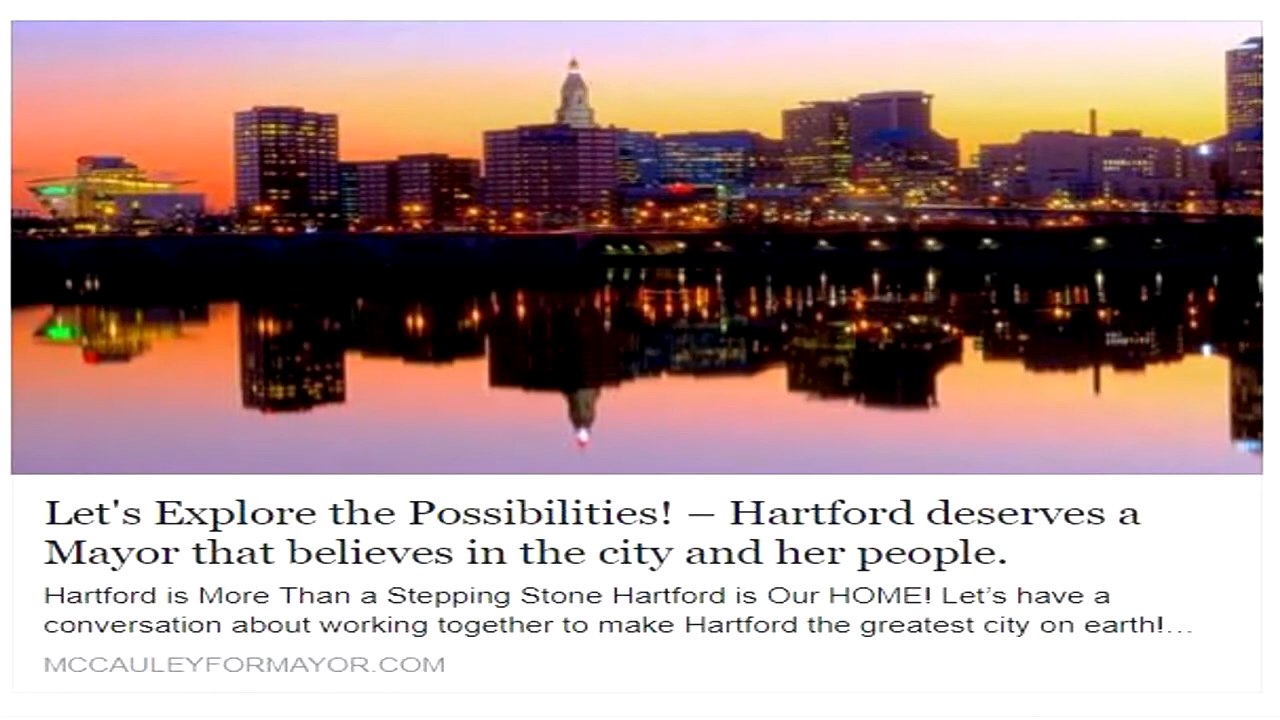 Let's Explore the Possibilities! – Hartford deserves a
Mayor that believes in the city and her people.
Hartford is More Than a Stepping Stone Hartford is Our HOME! Let’s have a
conversation about working together to make Hartford the greatest city on earth!...
MCCAULEYFORMAYOR.COM